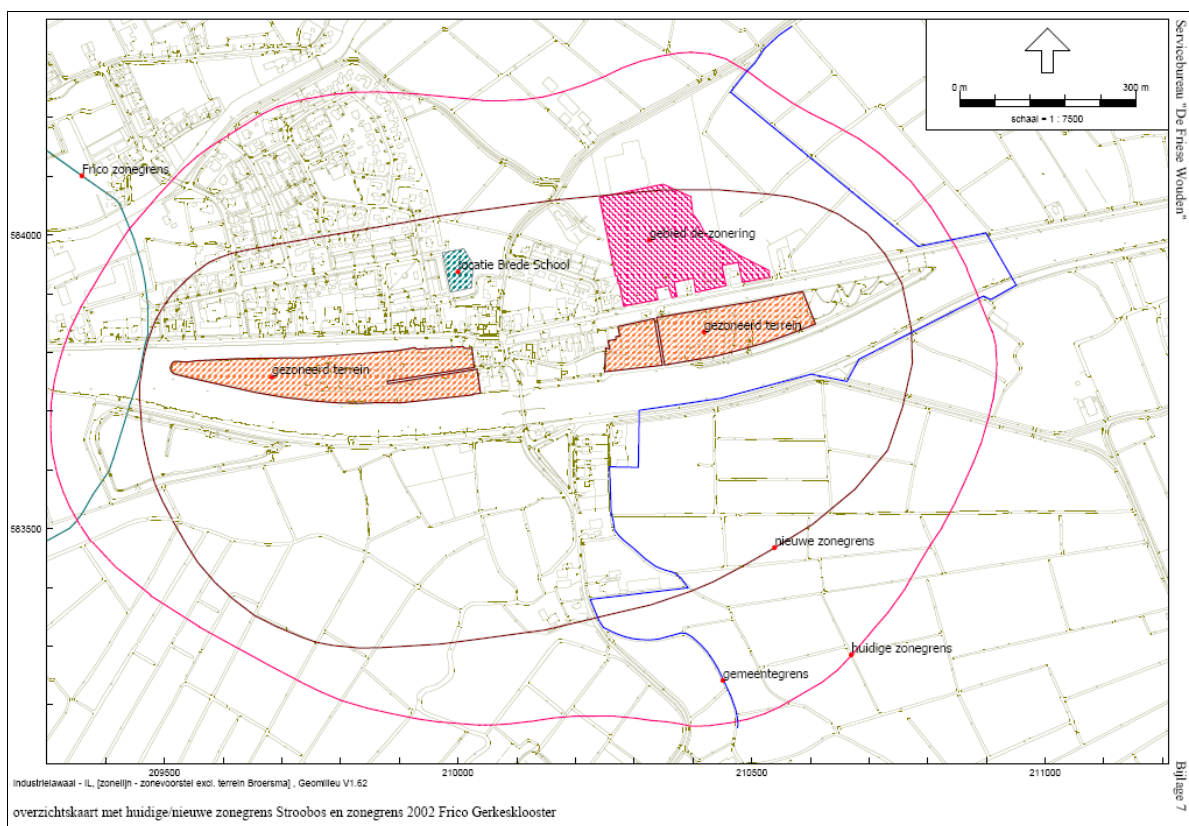 0 m 300 m
schaal = 1 : 7500
Servicebureau "De Friese Wouden"
Frico zonegrens
584000
gebied de-zonering
locatie Brede School
gezoneerd terrein
gezoneerd terrein
583500
nieuwe zonegrens
huidige zonegrens
gemeentegrens
209500 210000 210500 211000
Industrielawaai - IL, [zonelijn - zonevoorstel excl. terrein Broersma] , Geomilieu V1.62
overzichtskaart met huidige/nieuwe zonegrens Stroobos en zonegrens 2002 Frico Gerkesklooster
Bijlage 7